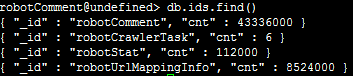 robotComment@undefined> db.ids.find()
{ "_id" : "robotComment", "cnt" : 43336000 }
{ "_id" : "robotCrawlerTask", "cnt" : 6 }
{ "_id" : "robotStat", "cnt" : 112000 }
{ "_id" : "robotUrlMappingInfo", "cnt" : 8524000 }